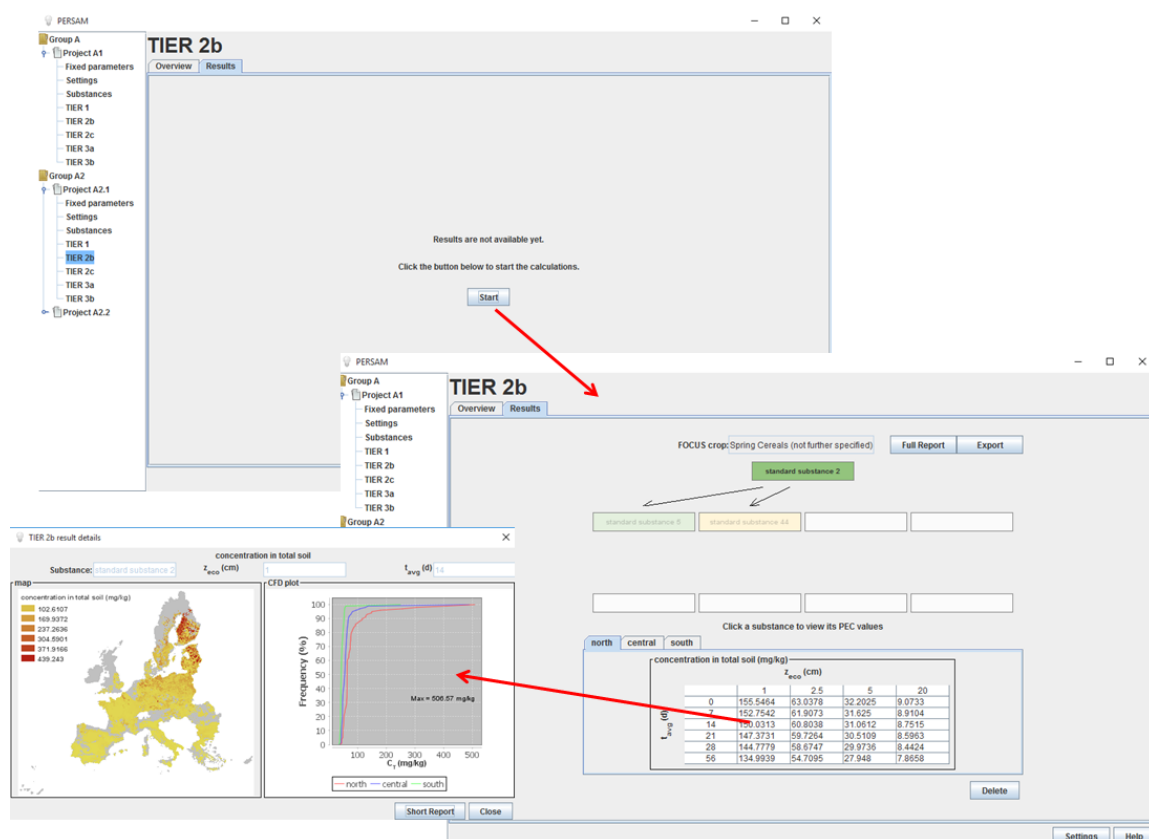 PERSAM
Group A
Project A1
Fixed parameters
Settings
Substances
TIER 1
TIER 2b
TIER 2c
TIER 3a
TIER 3b
Group A2
Project A2.1
Fixed parameters
Settings
Substances
TIER 1
TIER 2b
TIER 2c
TIER 3a
TIER 3b
Project A2.2
TIER 2b
Overview Results
Results are not available yet.
Click the button below to start the calculations.
Start
PERSAM
Group A
Project A1
Fixed parameters
Settings
Substances
TIER 1
TIER 2b
TIER 2c
TIER 3a
TIER 3b
Group A2
TIER 2b
Overview Results
FOCUS crop: Spring Cereals (not further specified) Full Report Export
standard substance 2
standard substance 44
Click a substance to view its PEC values
north central south
concentration in total soil (mg/kg)
z eco (cm)
t avg (d)
1 2.5 5 20
0 155.5464 63.0378 32.2025 9.0733
7 152.7542 61.9073 31.625 8.9104
14 150.0313 60.8038 31.0612 8.7515
21 147.3731 59.7264 30.5109 8.5963
28 144.7779 58.6747 29.9736 8.4424
56 134.9939 54.7095 27.948 7.8658
Delete
Settings Help
TIER 2b result details
concentration in total soil
Substance: standard substance 2 z eco (cm) 1 t avg (d) 14
map
concentration in total soil (mg/kg)
102.6107
169.9372
237.2636
304.5901
371.9166
439.243
CFD plot
Frequency (%)
100
90
80
70
60
50
40
30
20
10
0
Max = 506.57 mg/kg
100 200 300 400 500
C T (mg/kg)
north central south
Short Report Close